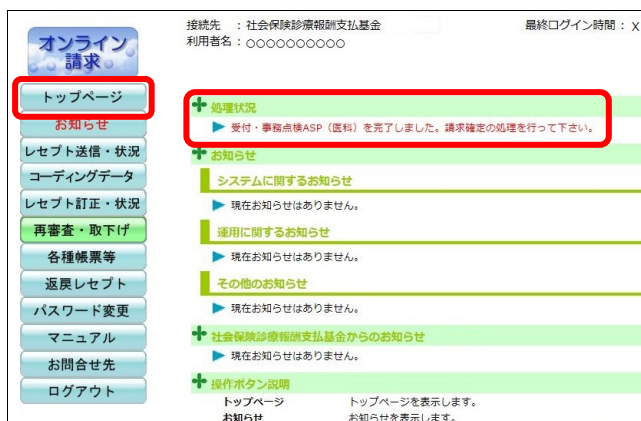 接続先 ：社会保険診療報酬支払基金
最終ログイン時間：X
利用者名：○○○○○○○○○○
オンライン
請求
トップページ
お知らせ
レセプト送信・状況
コーディングデータ
レセプト訂正・状況
再審査・取下げ
各種帳票等
返戻レセプト
パスワード変更
マニュアル
お問合せ先
ログアウト
処理状況
受付・事務点検ASP（医科）を完了しました。請求確定の処理を行って下さい。
お知らせ
システムに関するお知らせ
現在お知らせはありません。
運用に関するお知らせ
現在お知らせはありません。
その他のお知らせ
現在お知らせはありません。
社会保険診療報酬支払基金からのお知らせ
現在お知らせはありません。
操作ボタン説明
トップページ トップページを表示します。
お知らせ お知らせを表示します。